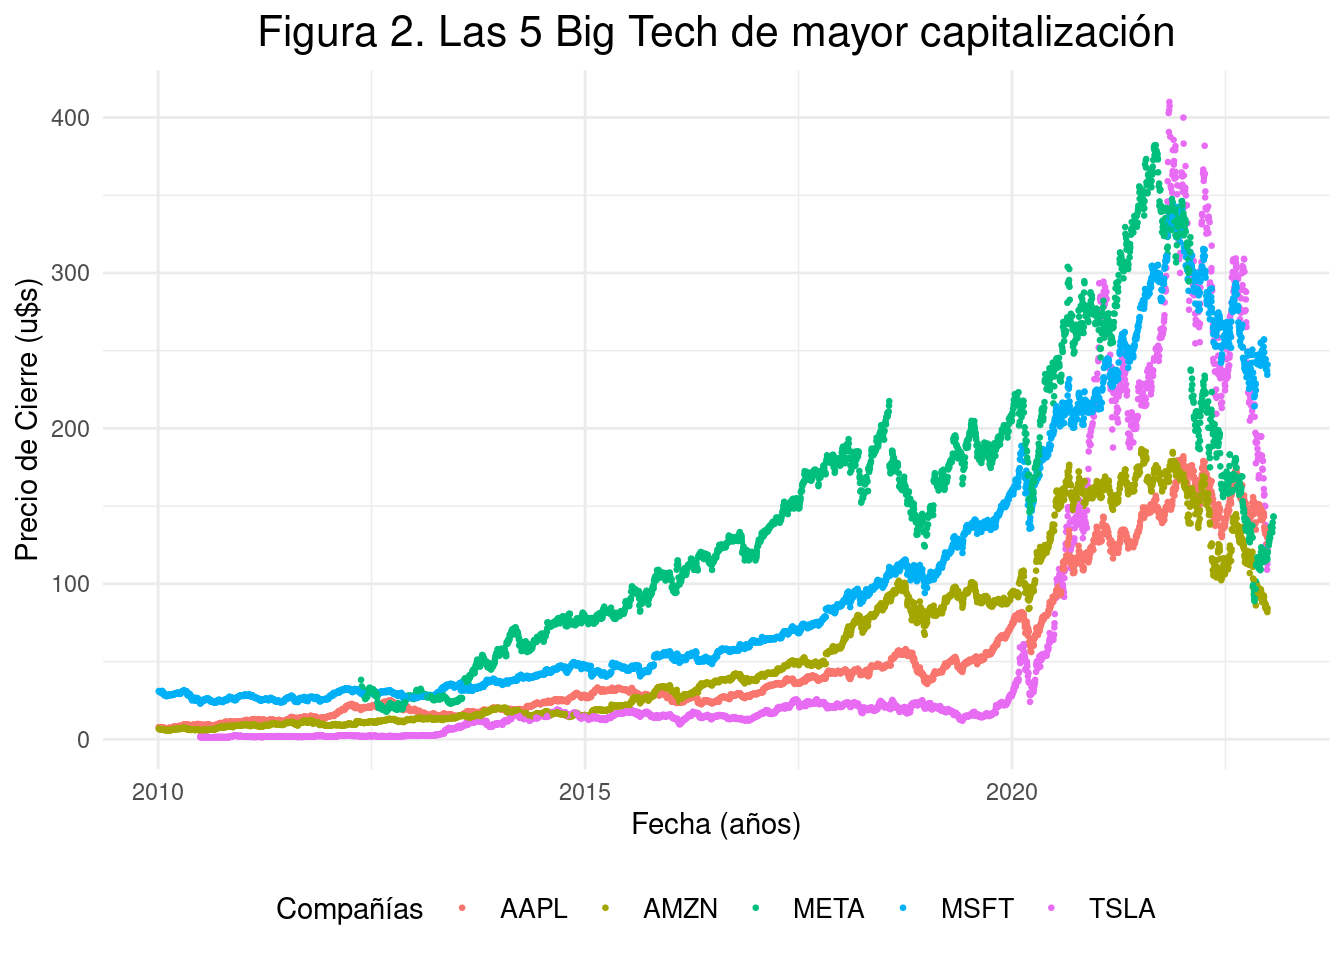 Figura 2. Las 5 Big Tech de mayor capitalización
400
300
200
100
0
Precio de Cierre (u$s)
2010 2015 2020
Fecha (años)
Compañías AAPL AMZN META MSFT TSLA